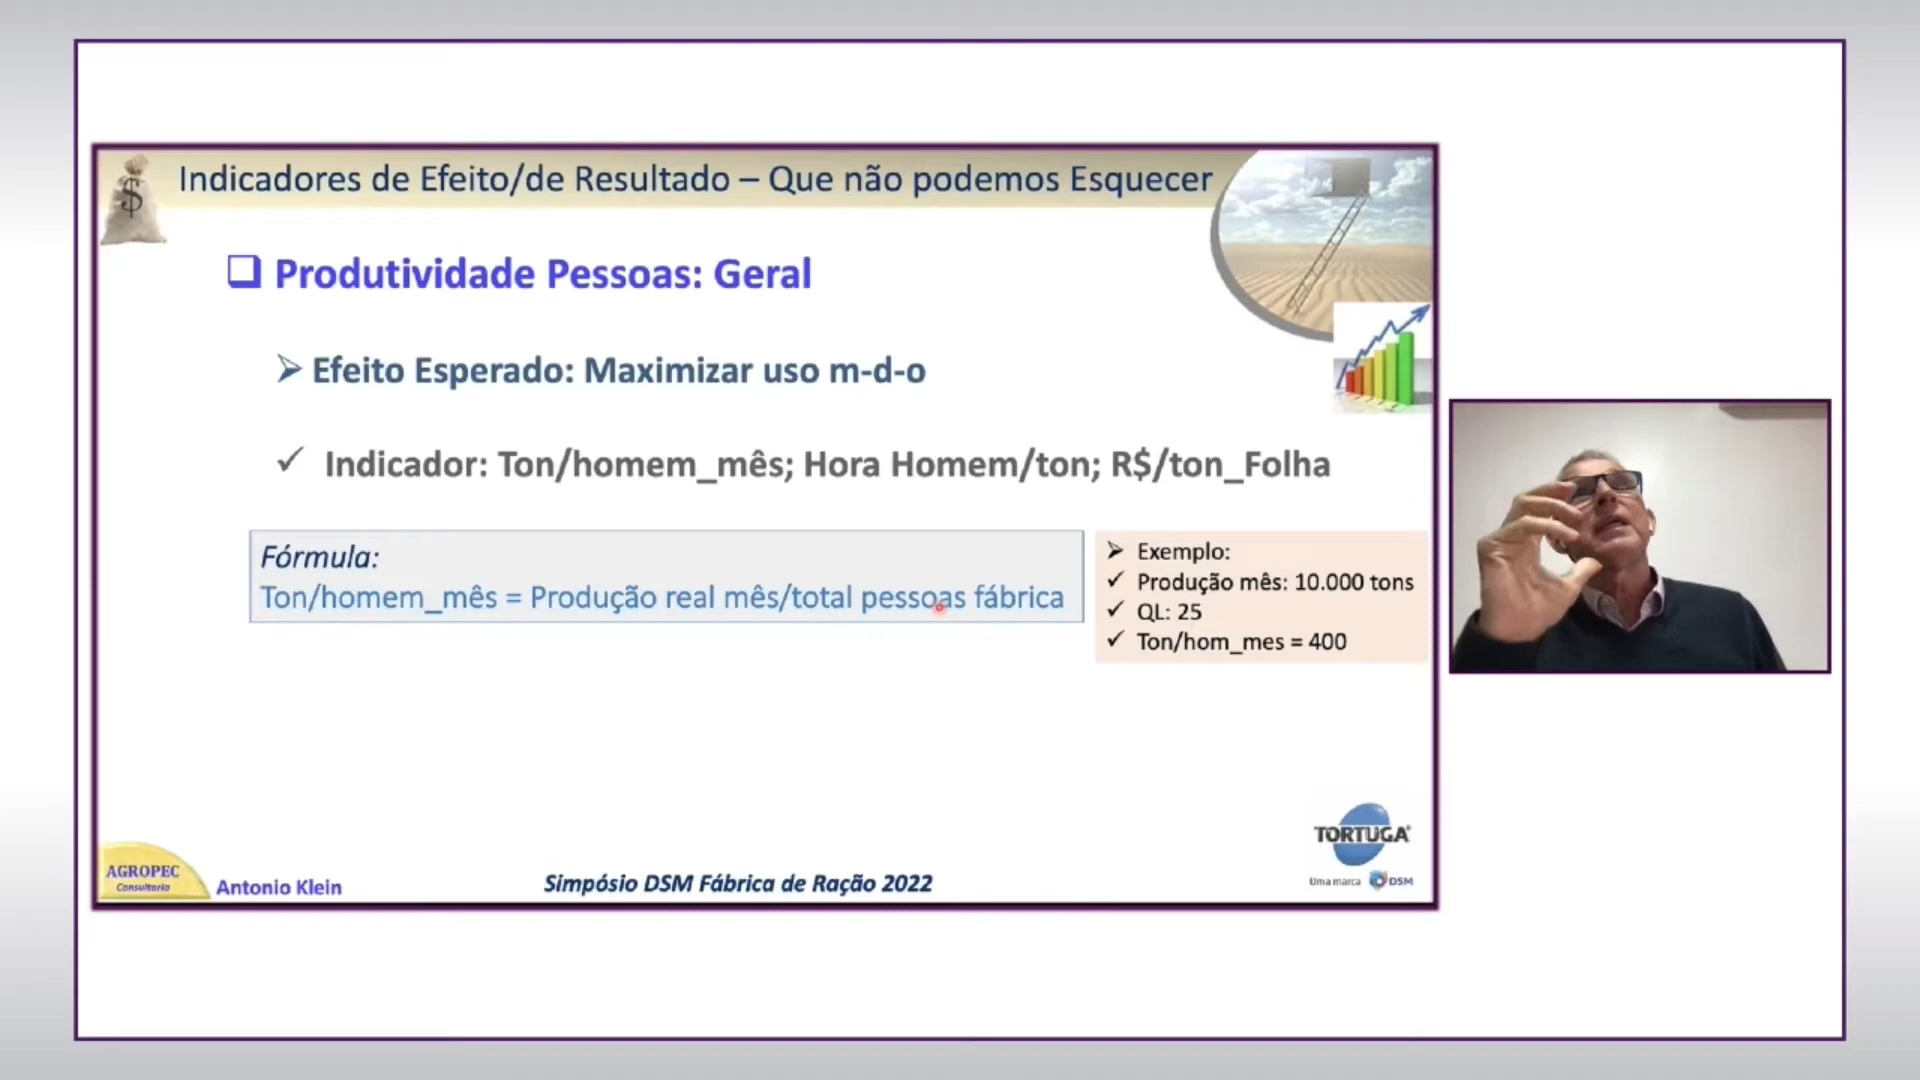 Indicadores de Efeito/de Resultado – Que não podemos Esquecer
$
Produtividade Pessoas: Geral
Efeito Esperado: Maximizar uso m-d-o
Indicador: Ton/homem_mês; Hora Homem/ton; R$/ton_Folha
Fórmula:
Ton/homem_mês = Produção real mês/total pessoas fábrica
Exemplo:
Produção mês: 10.000 tons
QL: 25
Ton/hom_mes = 400
TORTUGA
Uma marca DSM
AGROPEC
Consultoria
Antonio Klein
Simpósio DSM Fábrica de Ração 2022